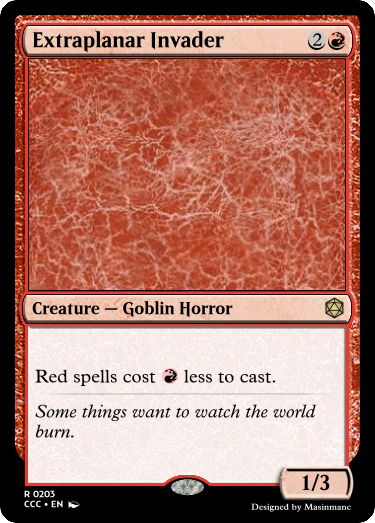 Extraplanar Invader 2
Creature — Goblin Horror
Red spells cost less to cast.
Some things want to watch the world
burn.
1/3
R 0203
CCC • EN
Designed by Masinmanc